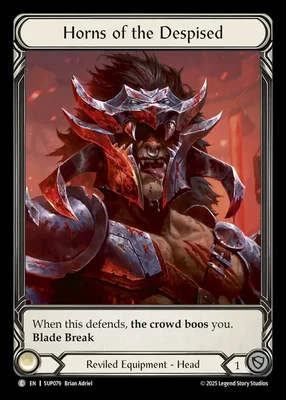 Horns of the Despised
When this defends, the crowd boos you.
Blade Break
Reviled Equipment - Head
1
C EN | SUP079 Brian Adriel
© 2025 Legend Story Studios